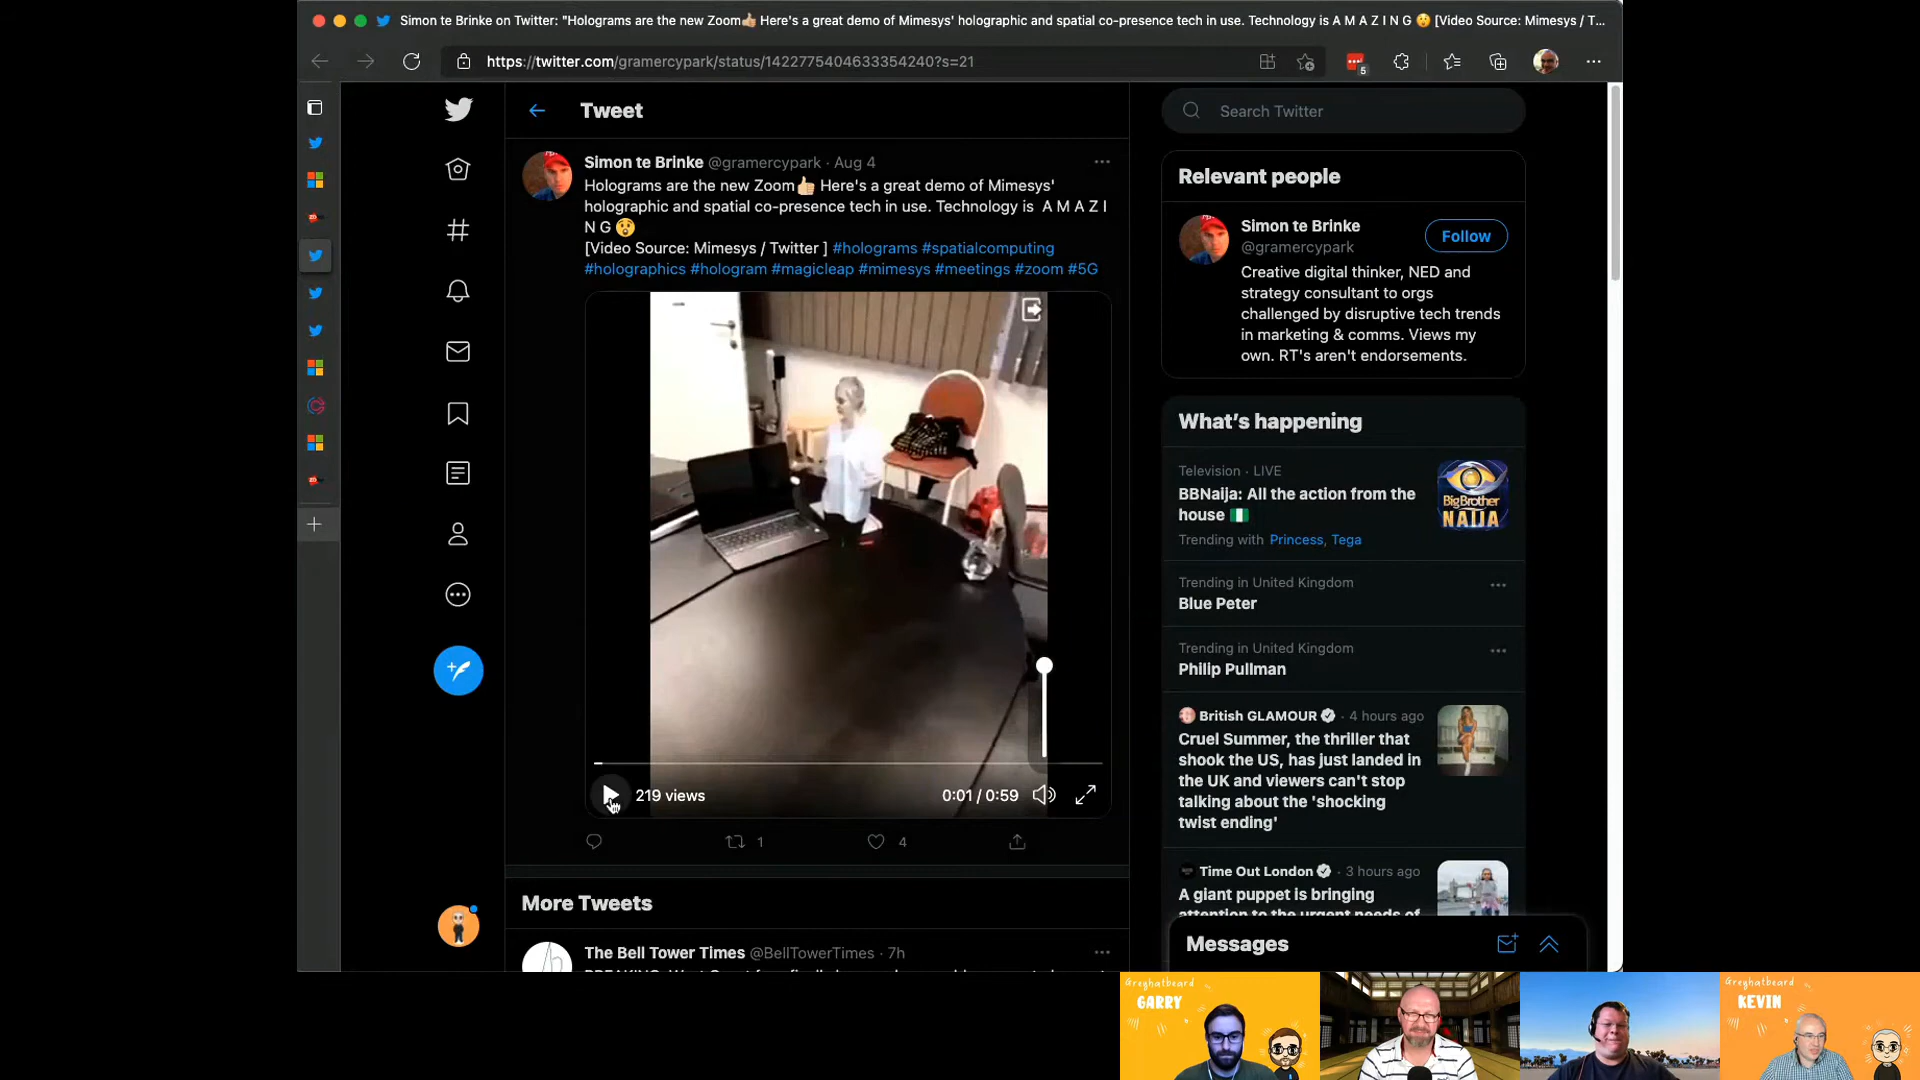 Simon te Brinke on Twitter: "Holograms are the new Zoom👍🏼 Here's a great demo of Mimesys' holographic and spatial co-presence tech in use. Technology is A M A Z I N G 😲 [Video Source: Mimesys / T...
https://twitter.com/gramercypark/status/1422775404633354240?s=21
5
Tweet
Simon te Brinke @gramercypark · Aug 4
Holograms are the new Zoom👍🏼 Here's a great demo of Mimesys'
holographic and spatial co-presence tech in use. Technology is A M A Z I
N G 😲
[Video Source: Mimesys / Twitter ] #holograms #spatialcomputing
#holographics #hologram #magicleap #mimesys #meetings #zoom #5G
219 views
0:01 / 0:59
1
4
More Tweets
The Bell Tower Times @BellTowerTimes · 7h
Search Twitter
Relevant people
Simon te Brinke
@gramercypark
Follow
Creative digital thinker, NED and
strategy consultant to orgs
challenged by disruptive tech trends
in marketing & comms. Views my
own. RT's aren't endorsements.
What's happening
Television · LIVE
BBNaija: All the action from the
house 🇳🇬
Trending with Princess, Tega
BigBrother
NAIJA
Trending in United Kingdom
Blue Peter
Trending in United Kingdom
Philip Pullman
British GLAMOUR · 4 hours ago
Cruel Summer, the thriller that
shook the US, has just landed in
the UK and viewers can't stop
talking about the 'shocking
twist ending'
Time Out London · 3 hours ago
A giant puppet is bringing
attention to the urgent needs of
Messages
Greyhatbeard
GARRY
Greyhatbeard
KEVIN